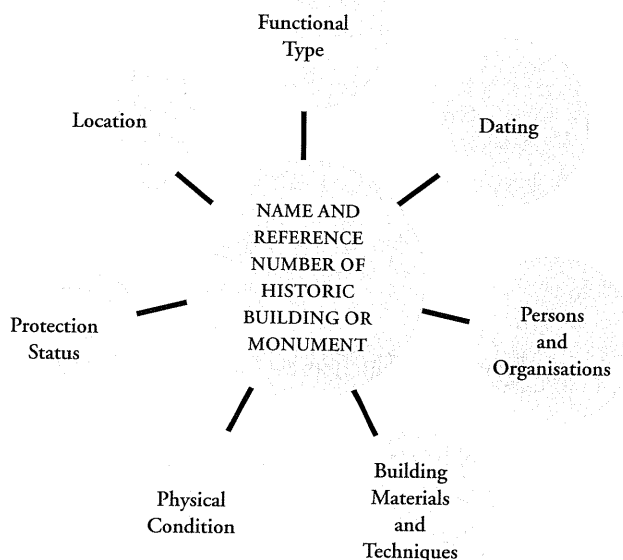 Functional
Type
Location
Dating
NAME AND
REFERENCE
NUMBER OF
HISTORIC
BUILDING OR
MONUMENT
Protection
Status
Persons
and
Organisations
Physical
Condition
Building
Materials
and
Techniques